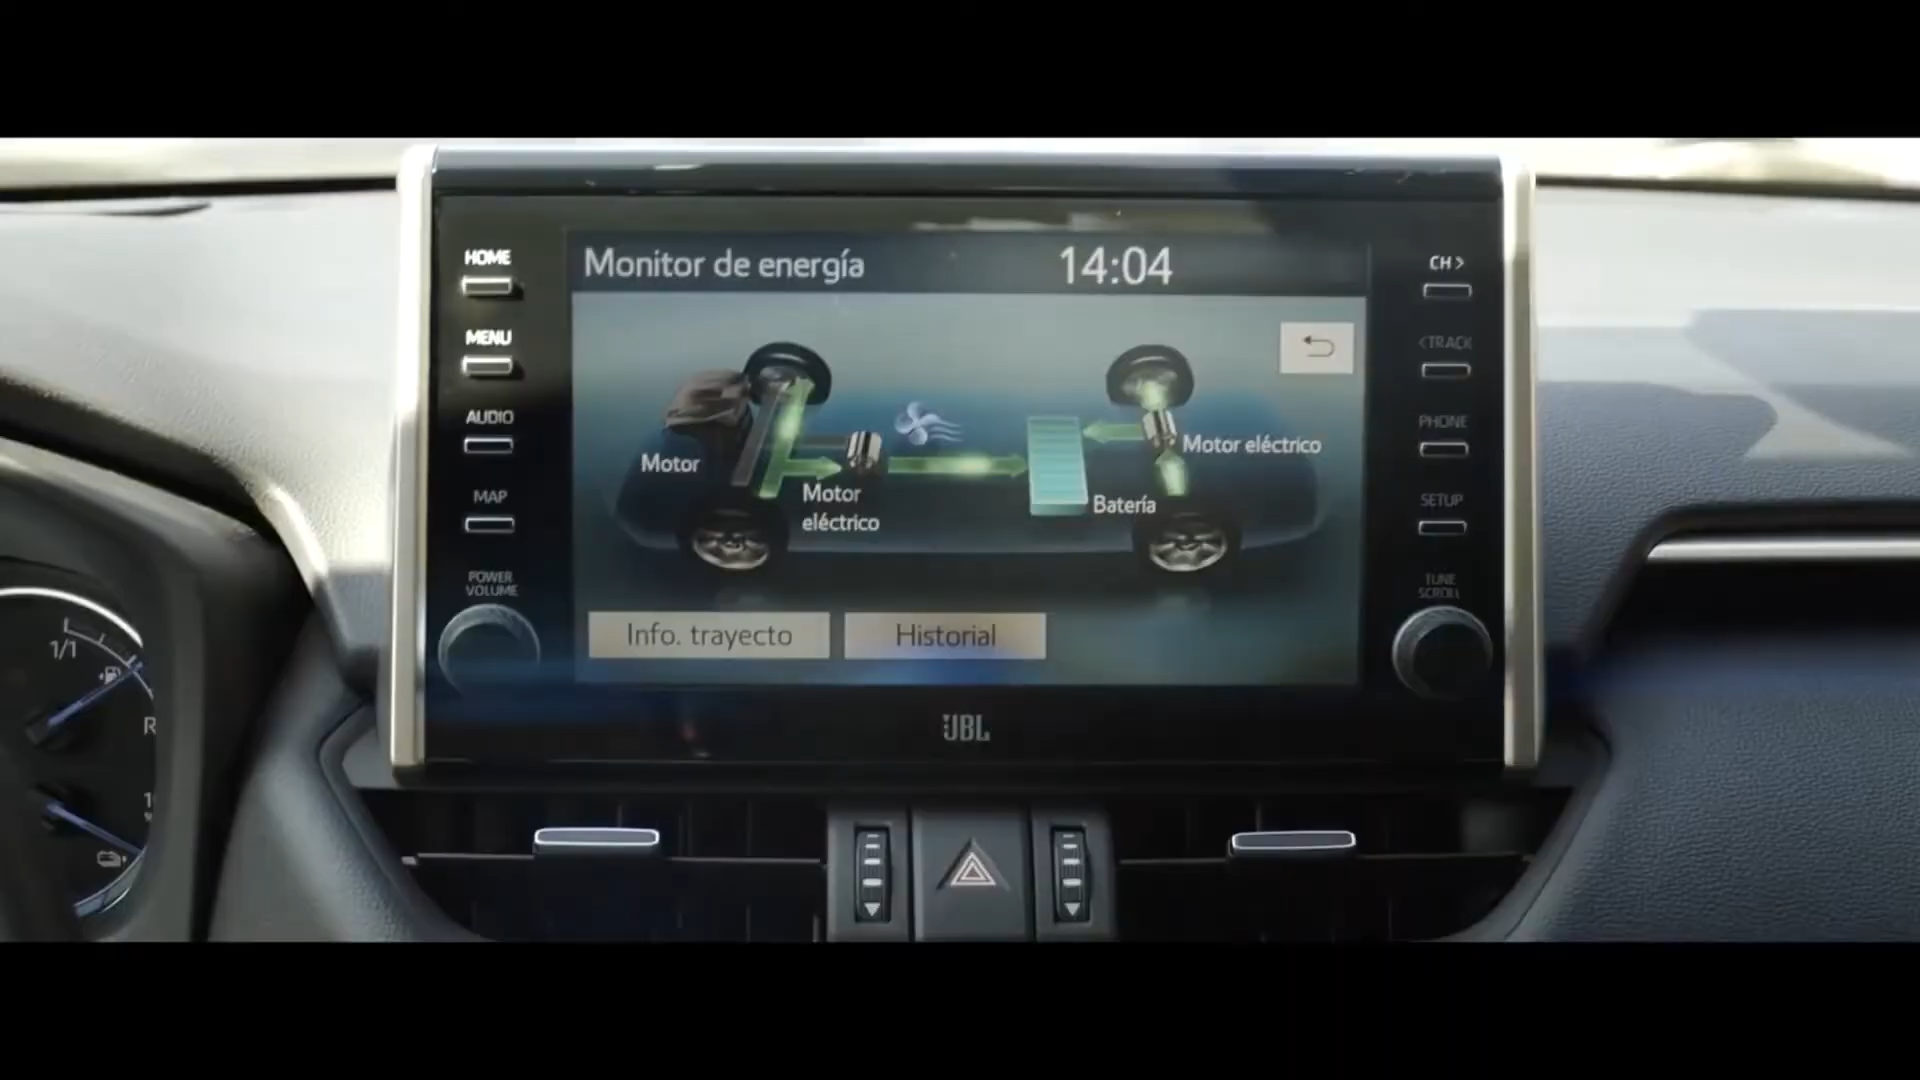 HOME
MENU
AUDIO
MAP
POWER
VOLUME
Monitor de energía
14:04
Motor
Motor
eléctrico
Motor eléctrico
Batería
Info. trayecto
Historial
CH >
< TRACK
PHONE
SETUP
TUNE
SCROLL
JBL
1/1